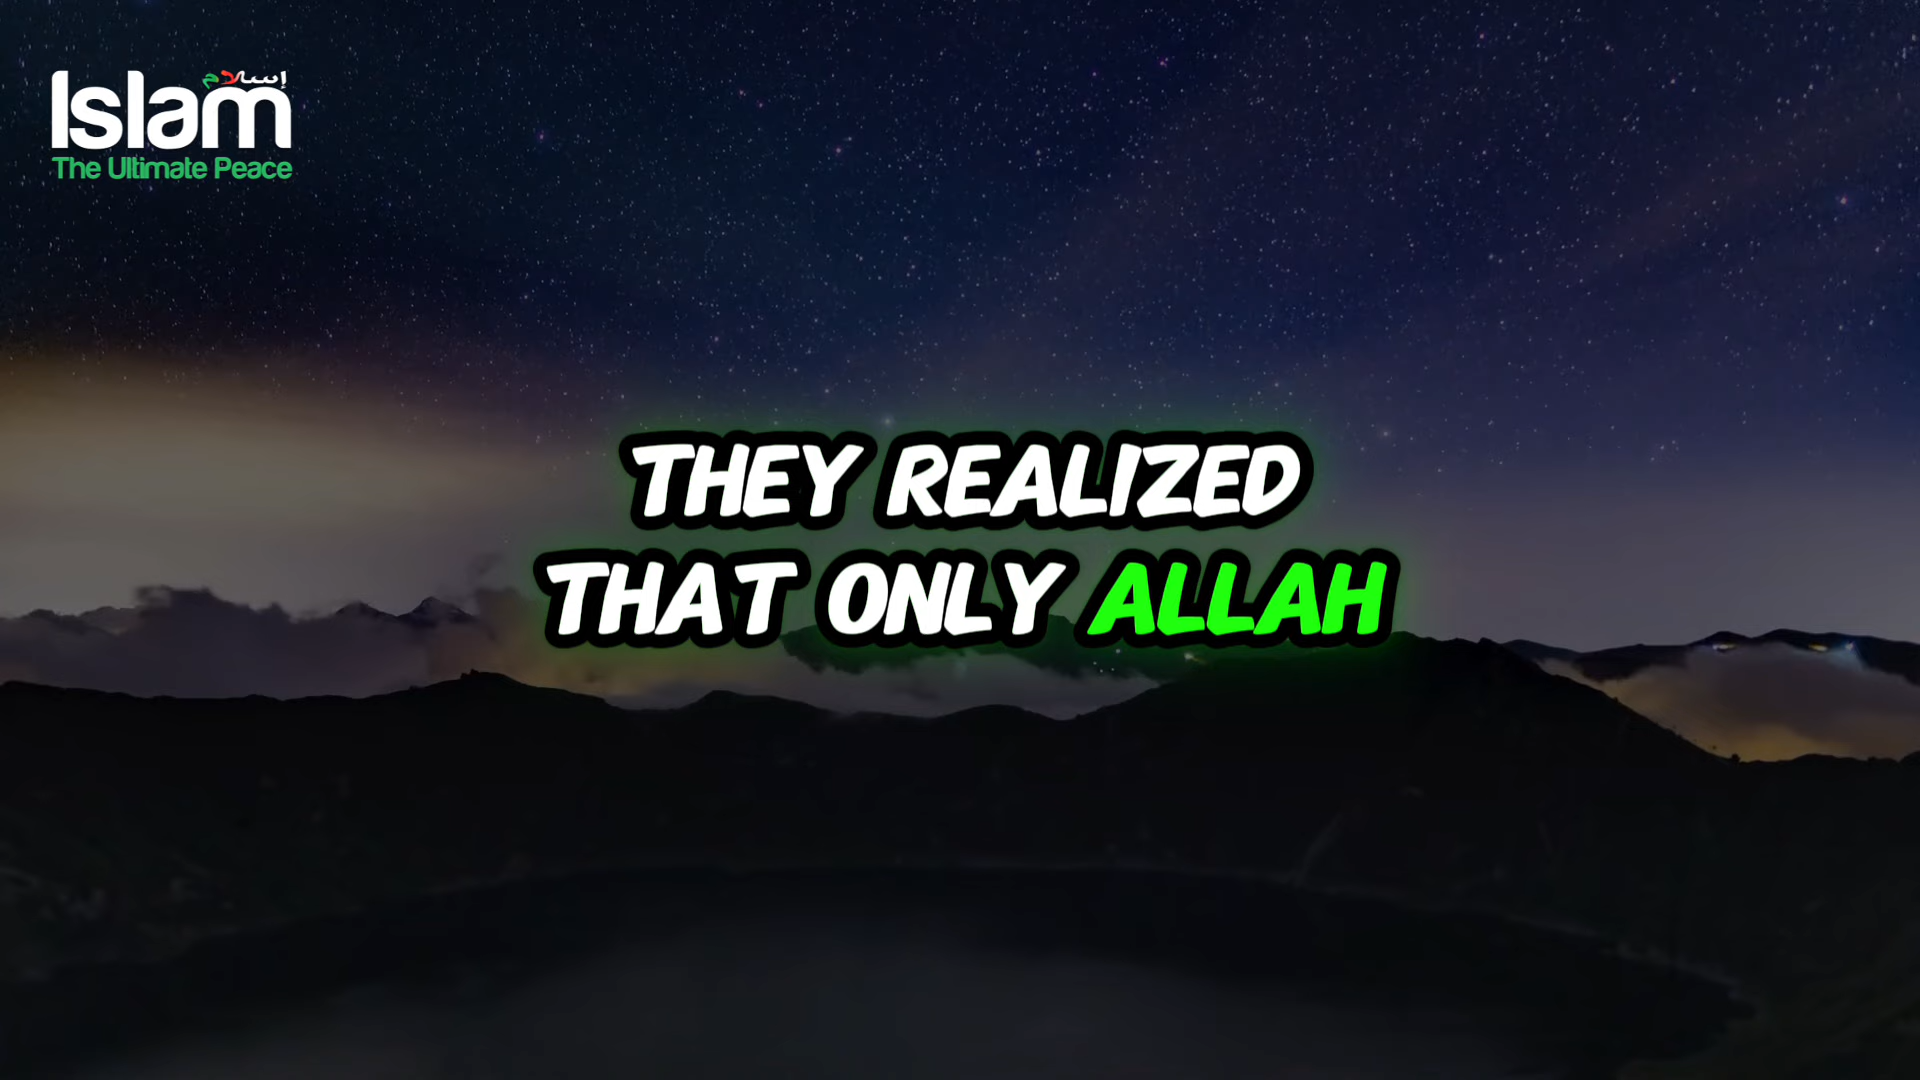 إسلام
Islam
The Ultimate Peace
THEY REALIZED
THAT ONLY ALLAH